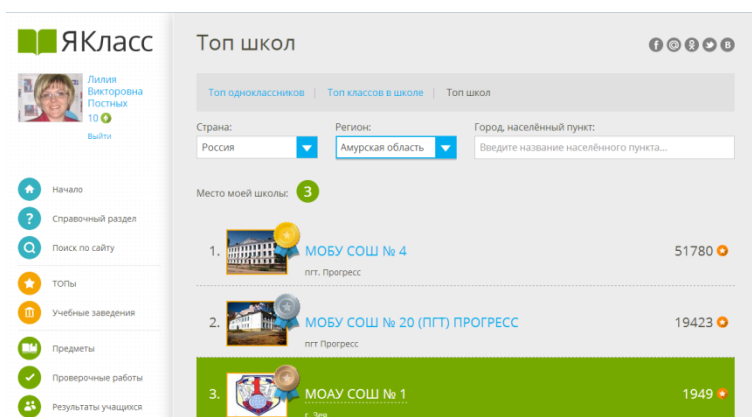 ЯКласс
Лилия
Викторовна
Постных
10
Выйти
Начало
Справочный раздел
Поиск по сайту
ТОПы
Учебные заведения
Предметы
Проверочные работы
Результаты учащихся
Топ школ
Топ одноклассников | Топ классов в школе | Топ школ
Страна: Регион: Город, населённый пункт:
Россия Амурская область Введите название населённого пункта...
Место моей школы: 3
1. МОБУ СОШ № 4 51780
пгт. Прогресс
2. МОБУ СОШ № 20 (ПГТ) ПРОГРЕСС 19423
пгт Прогресс
3. МОАУ СОШ № 1 1949
г. Зея